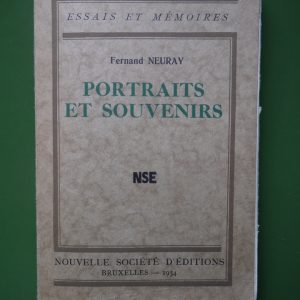 ESSAIS ET MÉMOIRES
Fernand NEURAY
PORTRAITS
ET SOUVENIRS
NSE
NOUVELLE SOCIÉTÉ D'ÉDITIONS
BRUXELLES — 1934